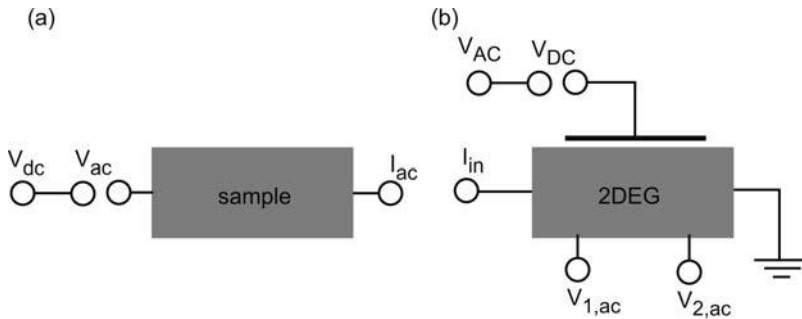 (a)
V_dc V_ac
sample
I_ac
(b)
V_AC V_DC
I_in
2DEG
V_1,ac V_2,ac